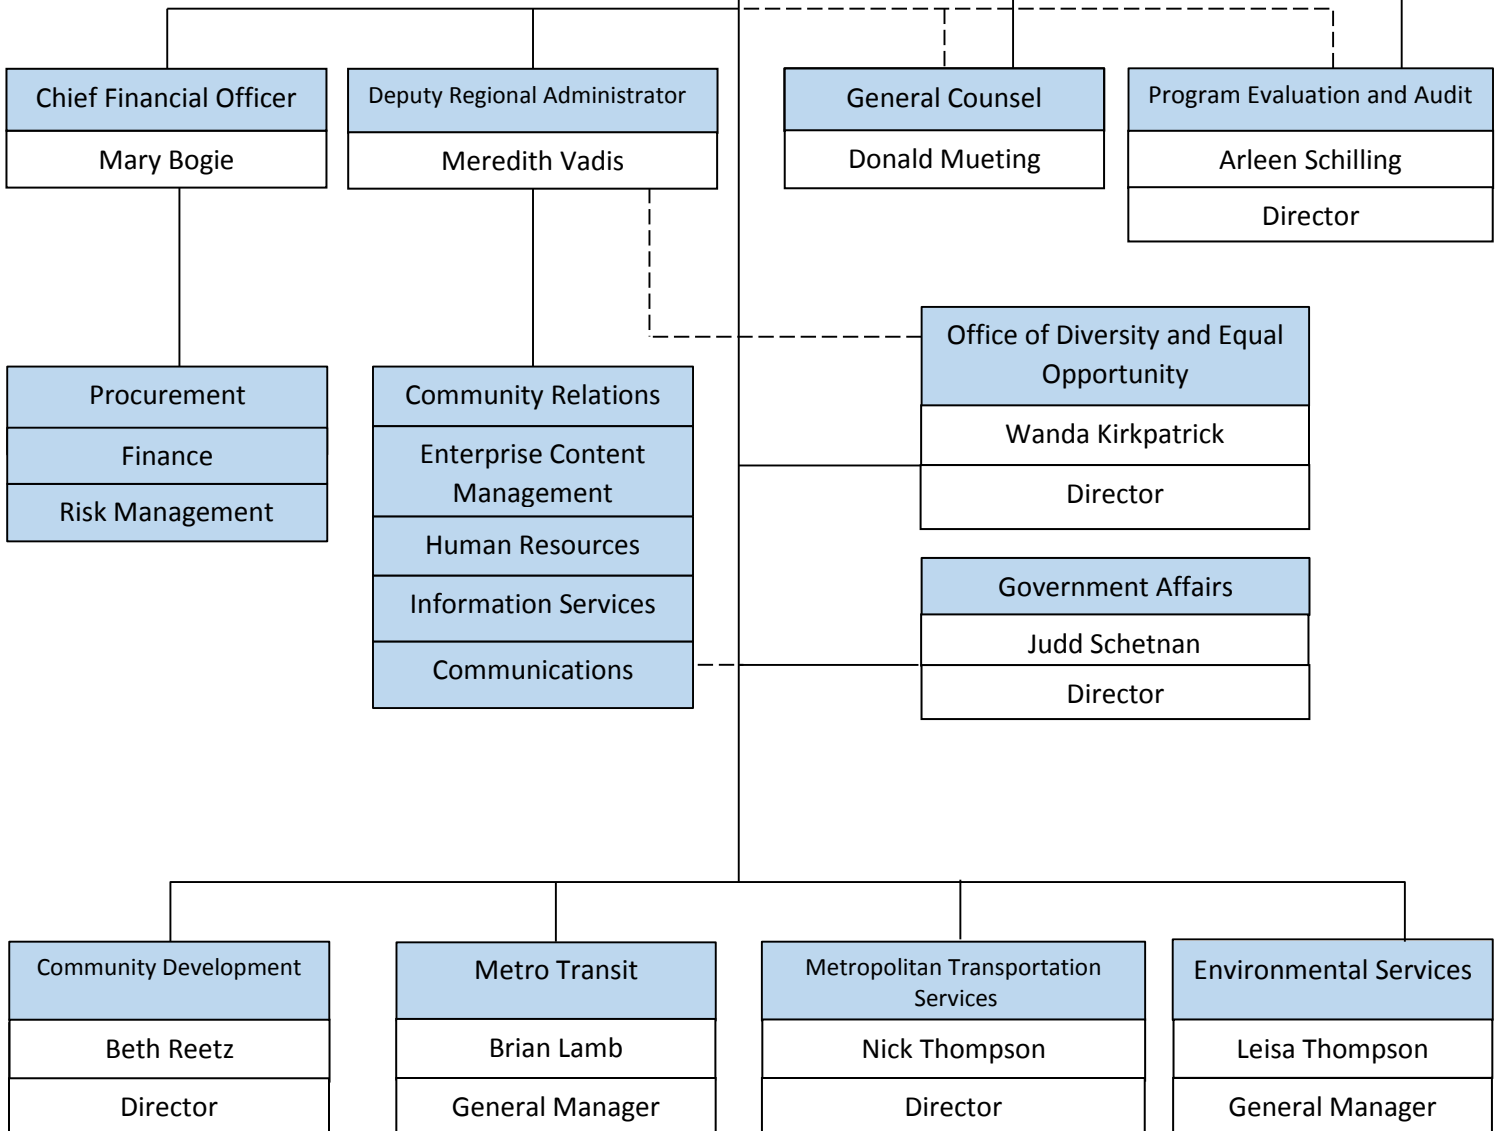 Chief Financial Officer
Mary Bogie
Deputy Regional Administrator
Meredith Vadis
General Counsel
Donald Mueting
Program Evaluation and Audit
Arleen Schilling
Director
Procurement
Finance
Risk Management
Community Relations
Enterprise Content
Management
Human Resources
Information Services
Communications
Office of Diversity and Equal
Opportunity
Wanda Kirkpatrick
Director
Government Affairs
Judd Schetnan
Director
Community Development
Beth Reetz
Director
Metro Transit
Brian Lamb
General Manager
Metropolitan Transportation
Services
Nick Thompson
Director
Environmental Services
Leisa Thompson
General Manager